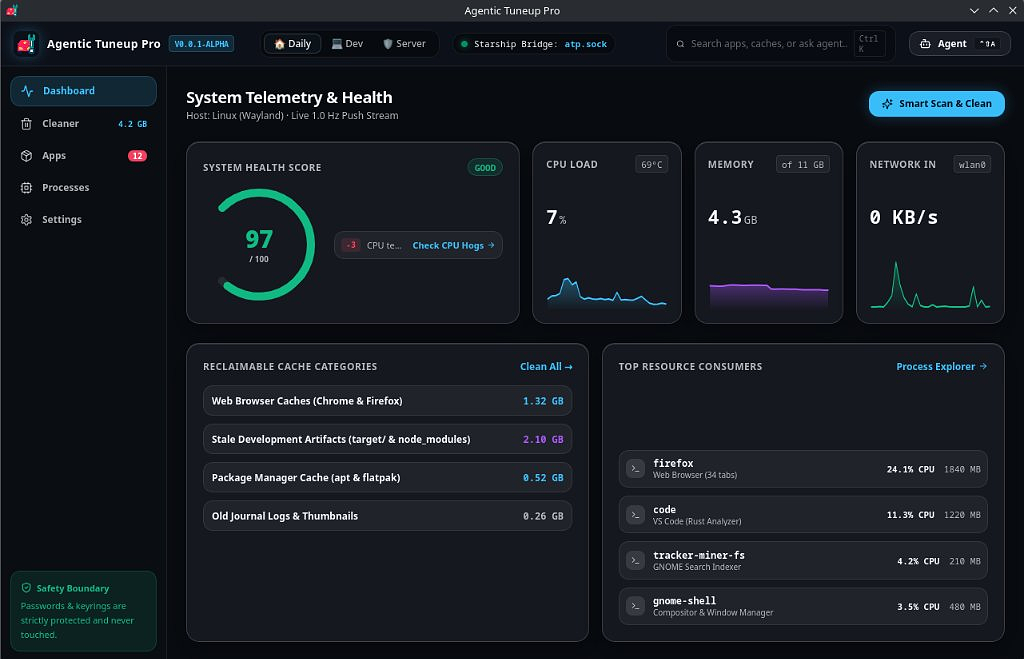 Agentic Tuneup Pro
Agentic Tuneup Pro V0.0.1-ALPHA
🏠 Daily 💻 Dev 🛡️ Server
Starship Bridge: atp.sock
Search apps, caches, or ask agent.. Ctrl K
Agent ⌃⇧A
Dashboard
Cleaner 4.2 GB
Apps 12
Processes
Settings
Safety Boundary
Passwords & keyrings are
strictly protected and never
touched.
System Telemetry & Health
Host: Linux (Wayland) · Live 1.0 Hz Push Stream
Smart Scan & Clean
SYSTEM HEALTH SCORE GOOD
97
/ 100
-3 CPU te... Check CPU Hogs →
CPU LOAD 69°C
7%
MEMORY of 11 GB
4.3GB
NETWORK IN wlan0
0 KB/s
RECLAIMABLE CACHE CATEGORIES Clean All →
Web Browser Caches (Chrome & Firefox) 1.32 GB
Stale Development Artifacts (target/ & node_modules) 2.10 GB
Package Manager Cache (apt & flatpak) 0.52 GB
Old Journal Logs & Thumbnails 0.26 GB
TOP RESOURCE CONSUMERS Process Explorer →
firefox
Web Browser (34 tabs)
24.1% CPU 1840 MB
code
VS Code (Rust Analyzer)
11.3% CPU 1220 MB
tracker-miner-fs
GNOME Search Indexer
4.2% CPU 210 MB
gnome-shell
Compositor & Window Manager
3.5% CPU 480 MB